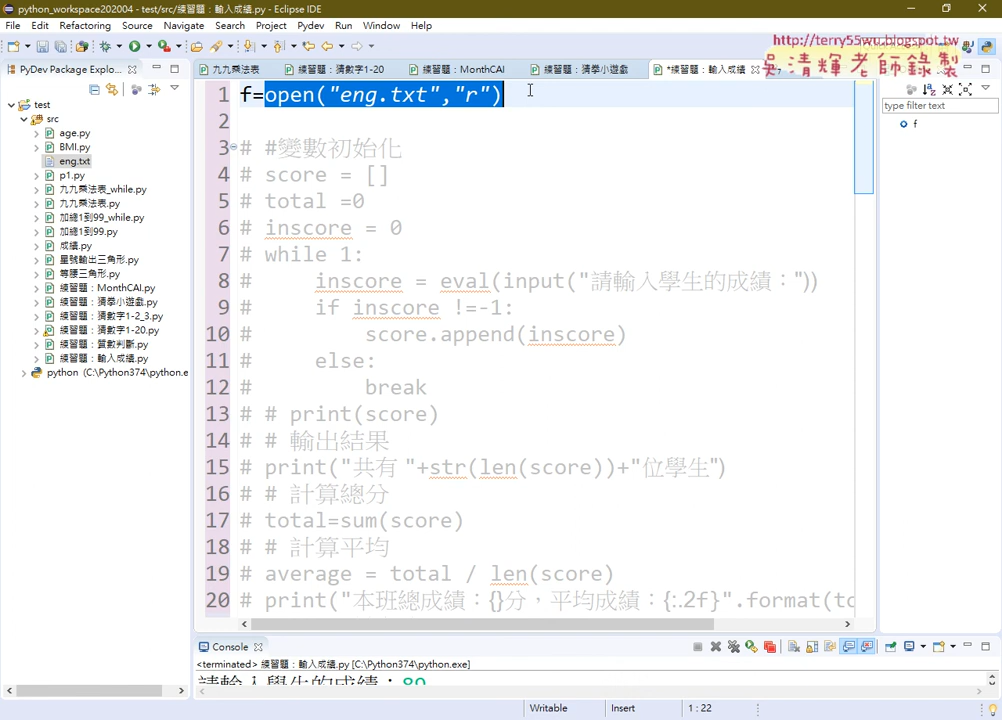 python_workspace202004 - test/src/練習題：輸入成績.py - Eclipse IDE
File Edit Refactoring Source Navigate Search Project Pydev Run Window Help
http://terry55wu.blogspot.tw
吳清輝老師錄製
PyDev Package Explo...
九九乘法表
練習題：猜數字1-20
練習題：MonthCAI
練習題：猜拳小遊戲
*練習題：輸入成績
test
src
age.py
BMI.py
eng.txt
p1.py
九九乘法表_while.py
九九乘法表.py
加總1到99_while.py
加總1到99.py
成績.py
星號輸出三角形.py
等腰三角形.py
練習題：MonthCAI.py
練習題：猜拳小遊戲.py
練習題：猜數字1-2_3.py
練習題：猜數字1-20.py
練習題：質數判斷.py
練習題：輸入成績.py
python (C:\Python374\python.e
1 f=open("eng.txt","r")
2
3 # #變數初始化
4 # score = []
5 # total =0
6 # inscore = 0
7 # while 1:
8 #     inscore = eval(input("請輸入學生的成績："))
9 #     if inscore !=-1:
10 #         score.append(inscore)
11 #     else:
12 #         break
13 # # print(score)
14 # # 輸出結果
15 # print("共有 "+str(len(score))+"位學生")
16 # # 計算總分
17 # total=sum(score)
18 # # 計算平均
19 # average = total / len(score)
20 # print("本班總成績：{}分，平均成績：{:.2f}".format(to
type filter text
f
Console
<terminated> 練習題：輸入成績.py [C:\Python374\python.exe]
請輸入學生的成績：89
Writable Insert 1 : 22